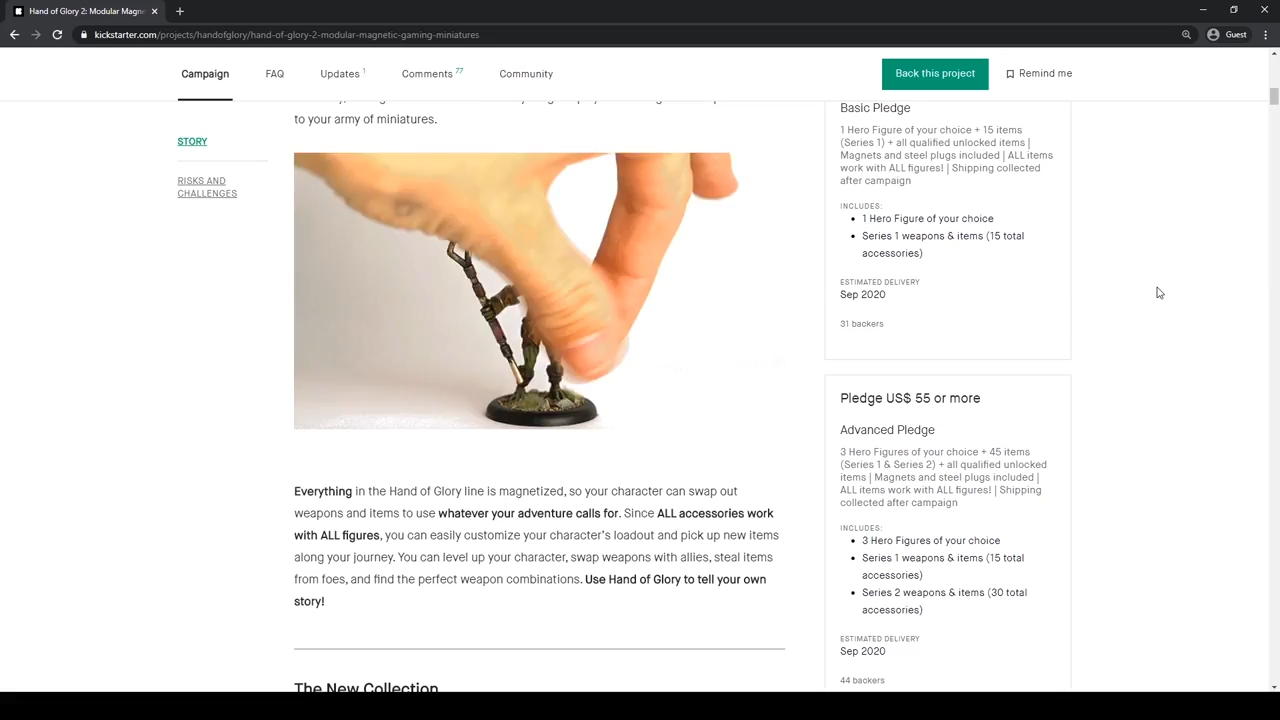 Hand of Glory 2: Modular Magne
kickstarter.com/projects/handofglory/hand-of-glory-2-modular-magnetic-gaming-miniatures
Guest
Campaign
FAQ
Updates 1
Comments 77
Community
Back this project
Remind me
STORY
RISKS AND
CHALLENGES
to your army of miniatures.
Everything in the Hand of Glory line is magnetized, so your character can swap out
weapons and items to use whatever your adventure calls for. Since ALL accessories work
with ALL figures, you can easily customize your character's loadout and pick up new items
along your journey. You can level up your character, swap weapons with allies, steal items
from foes, and find the perfect weapon combinations. Use Hand of Glory to tell your own
story!
The New Collection
Basic Pledge
1 Hero Figure of your choice + 15 items
(Series 1) + all qualified unlocked items |
Magnets and steel plugs included | ALL items
work with ALL figures! | Shipping collected
after campaign
INCLUDES:
• 1 Hero Figure of your choice
• Series 1 weapons & items (15 total
accessories)
ESTIMATED DELIVERY
Sep 2020
31 backers
Pledge US$ 55 or more
Advanced Pledge
3 Hero Figures of your choice + 45 items
(Series 1 & Series 2) + all qualified unlocked
items | Magnets and steel plugs included |
ALL items work with ALL figures! | Shipping
collected after campaign
INCLUDES:
• 3 Hero Figures of your choice
• Series 1 weapons & items (15 total
accessories)
• Series 2 weapons & items (30 total
accessories)
ESTIMATED DELIVERY
Sep 2020
44 backers